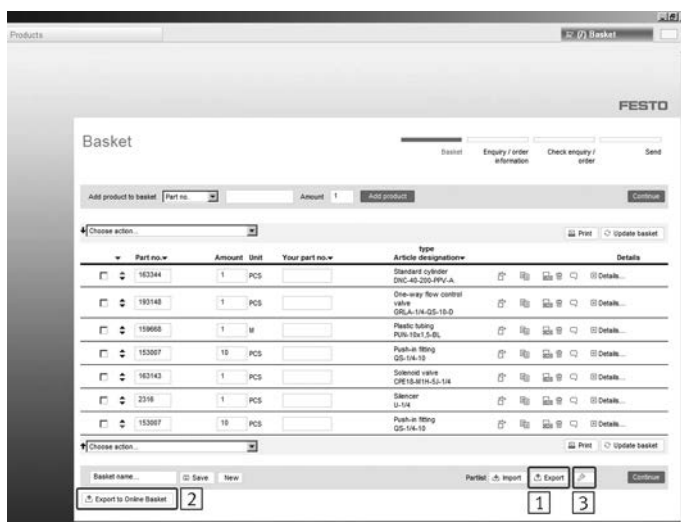 Products
(7) Basket
FESTO
Basket
Basket
Enquiry / order information
Check enquiry / order
Send
Add product to basket Part no. Amount 1 Add product Continue
Choose action... Print Update basket
Part no. Amount Unit Your part no. type Article designation Details
163344 1 PCS Standard cylinder DNC-40-200-PPV-A Details...
193148 1 PCS One-way flow control valve GRLA-1/4-QS-10-D Details...
159668 1 M Plastic tubing PUN-10x1,5-BL Details...
153007 10 PCS Push-in fitting QS-1/4-10 Details...
163143 1 PCS Solenoid valve CPE18-M1H-5J-1/4 Details...
2316 1 PCS Silencer U-1/4 Details...
153007 10 PCS Push-in fitting QS-1/4-10 Details...
Choose action... Print Update basket
Basket name... Save New Partlist Import Export Continue
Export to Online Basket 2 1 3